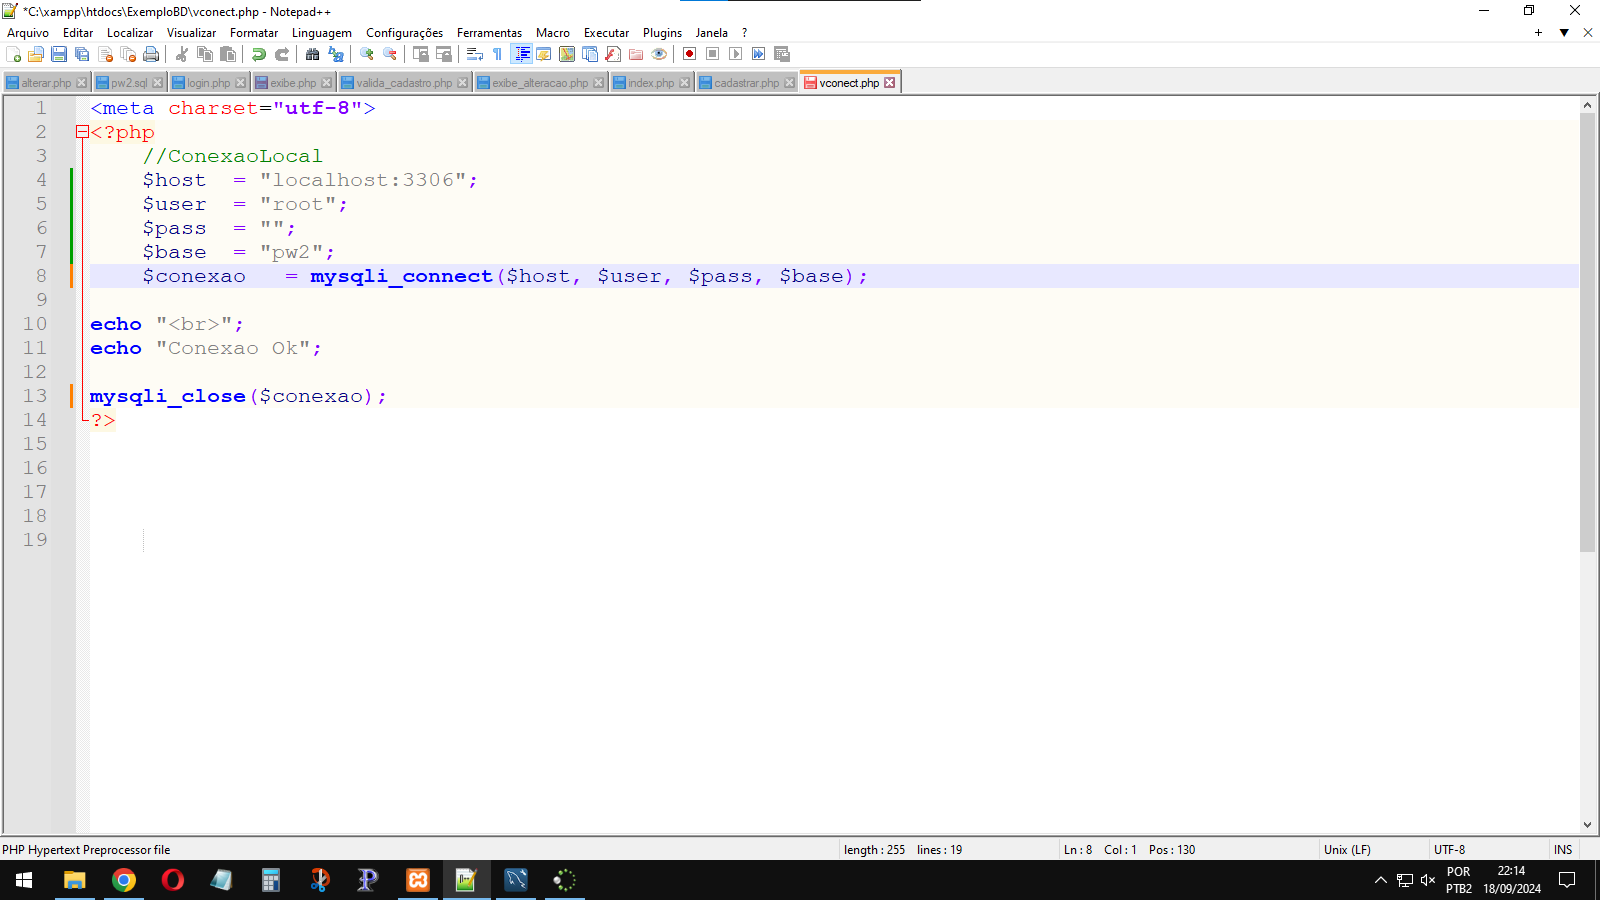 *C:\xampp\htdocs\ExemploBD\vconect.php - Notepad++
Arquivo Editar Localizar Visualizar Formatar Linguagem Configurações Ferramentas Macro Executar Plugins Janela ?
alterar.php pw2.sql login.php exibe.php valida_cadastro.php exibe_alteracao.php index.php cadastrar.php vconect.php
1 <meta charset="utf-8">
2 <?php
3 //ConexaoLocal
4 $host = "localhost:3306";
5 $user = "root";
6 $pass = "";
7 $base = "pw2";
8 $conexao = mysqli_connect($host, $user, $pass, $base);
9
10 echo "<br>";
11 echo "Conexao Ok";
12
13 mysqli_close($conexao);
14 ?>
15
16
17
18
19
PHP Hypertext Preprocessor file length : 255 lines : 19 Ln : 8 Col : 1 Pos : 130 Unix (LF) UTF-8 INS
POR 22:14
PTB2 18/09/2024